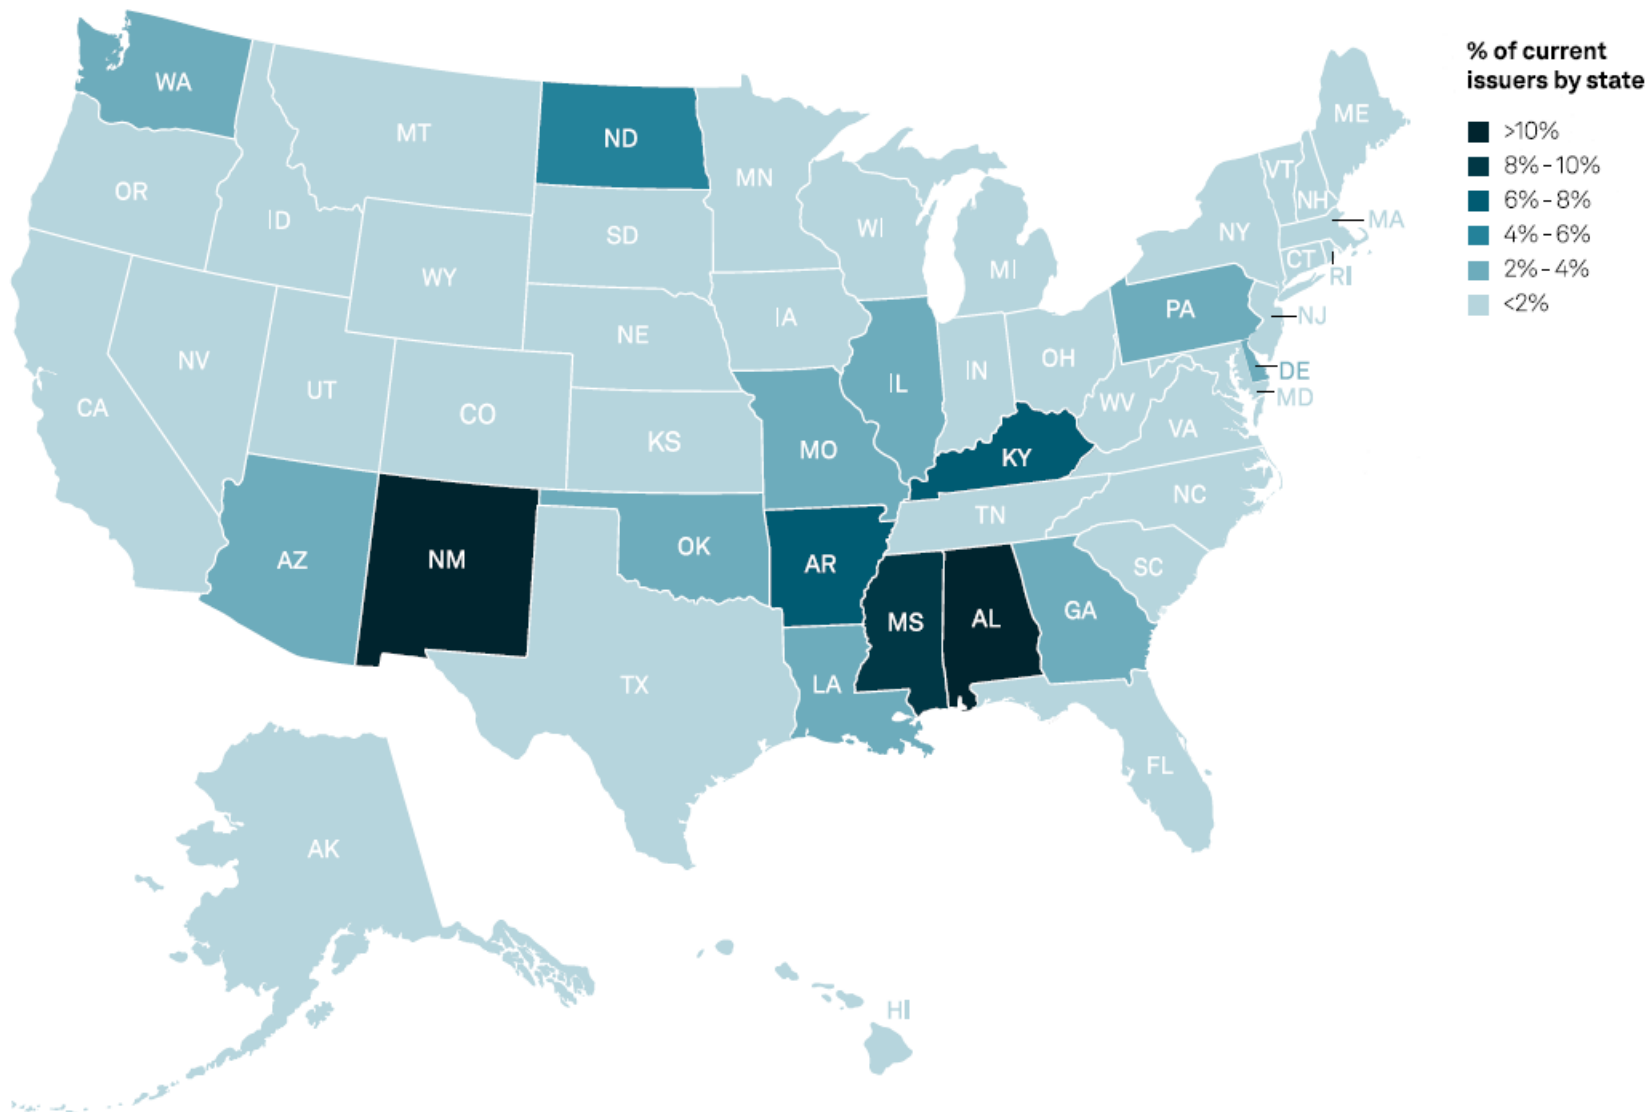 % of current
issuers by state
>10%
8%-10%
6%-8%
4%-6%
2%-4%
<2%
WA
ND
MT
ME
OR
ID
MN
VT
NH
MA
SD
WI
NY
WY
MI
CT
RI
NE
IA
PA
NJ
NV
UT
IL
IN
OH
DE
CA
CO
WV
MD
KS
MO
KY
VA
NC
TN
AZ
NM
OK
AR
SC
MS
AL
GA
TX
LA
FL
AK
HI